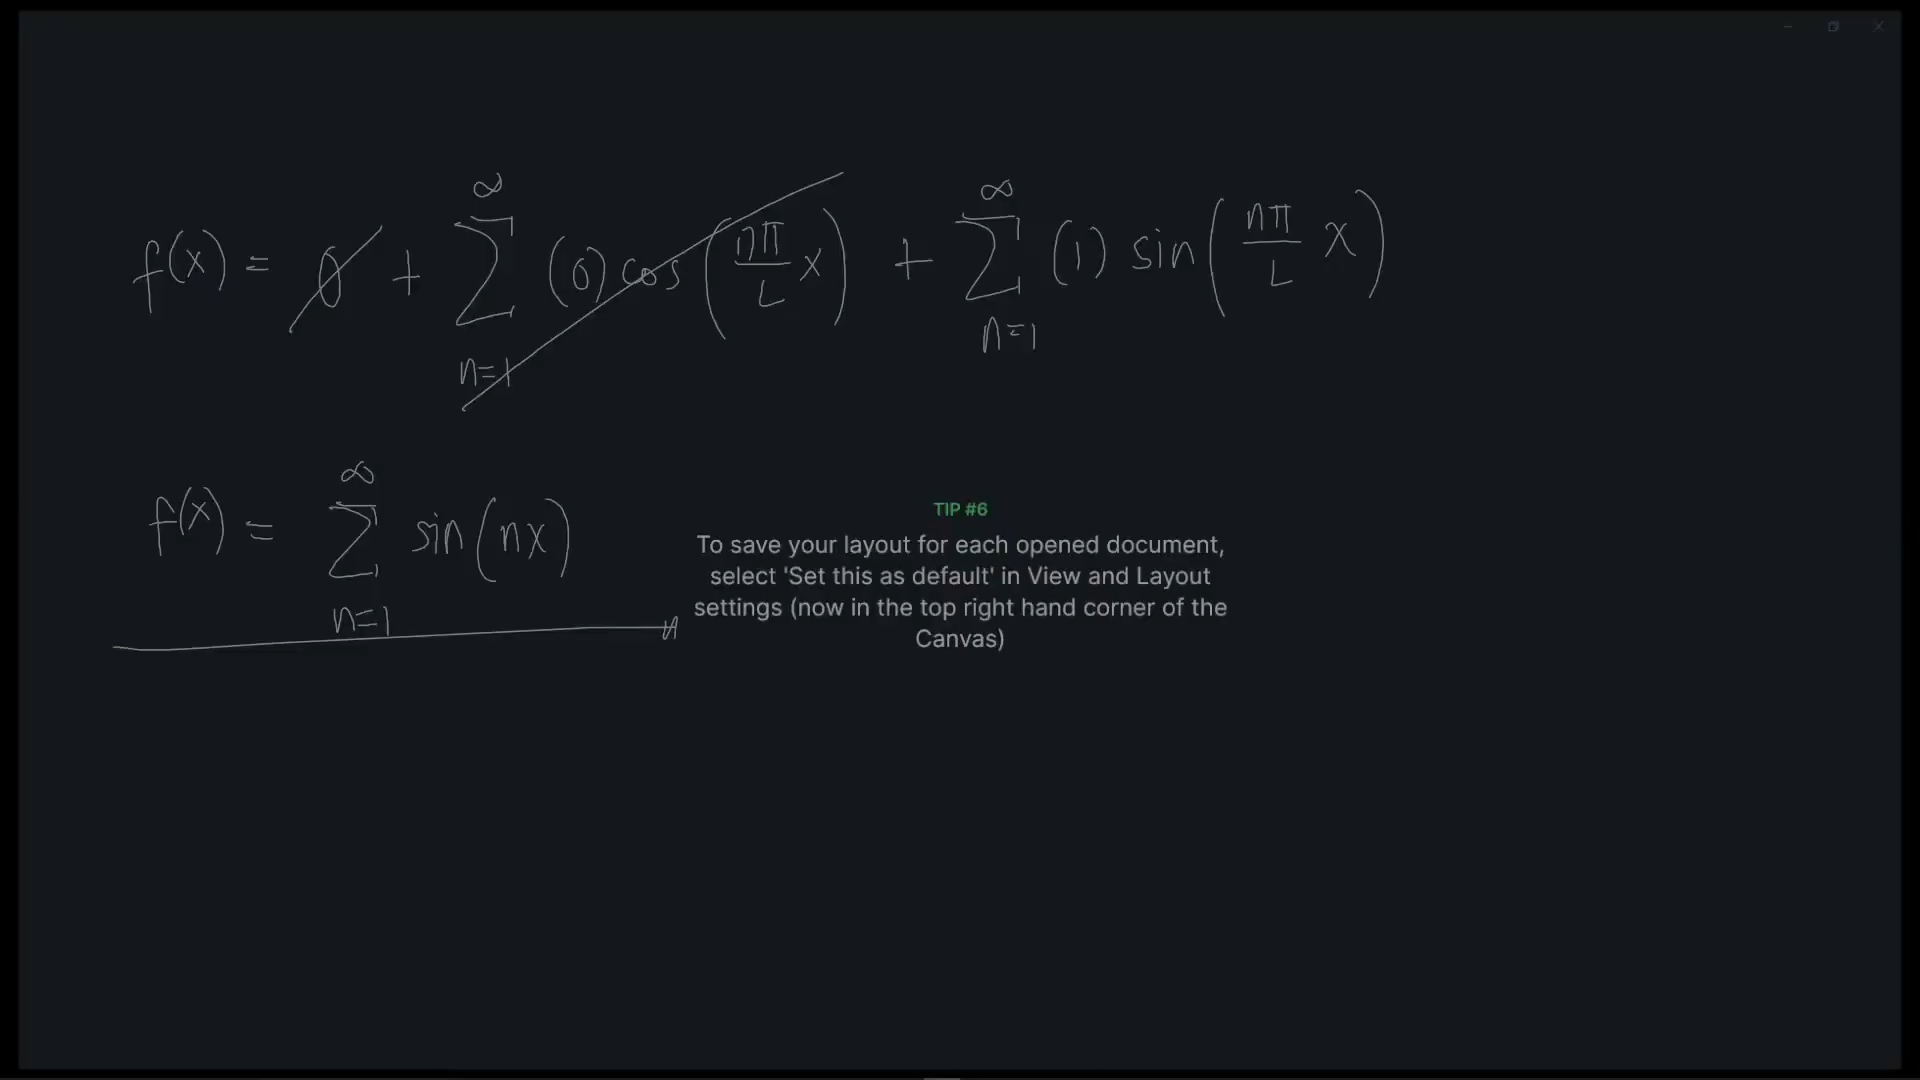 f(x) = 0 + ∞ ∑ n=1 (0) cos (nπ/L x) + ∞ ∑ n=1 (1) sin (nπ/L x)
f(x) = ∞ ∑ n=1 sin (nx)
TIP #6
To save your layout for each opened document,
select 'Set this as default' in View and Layout
settings (now in the top right hand corner of the
Canvas)